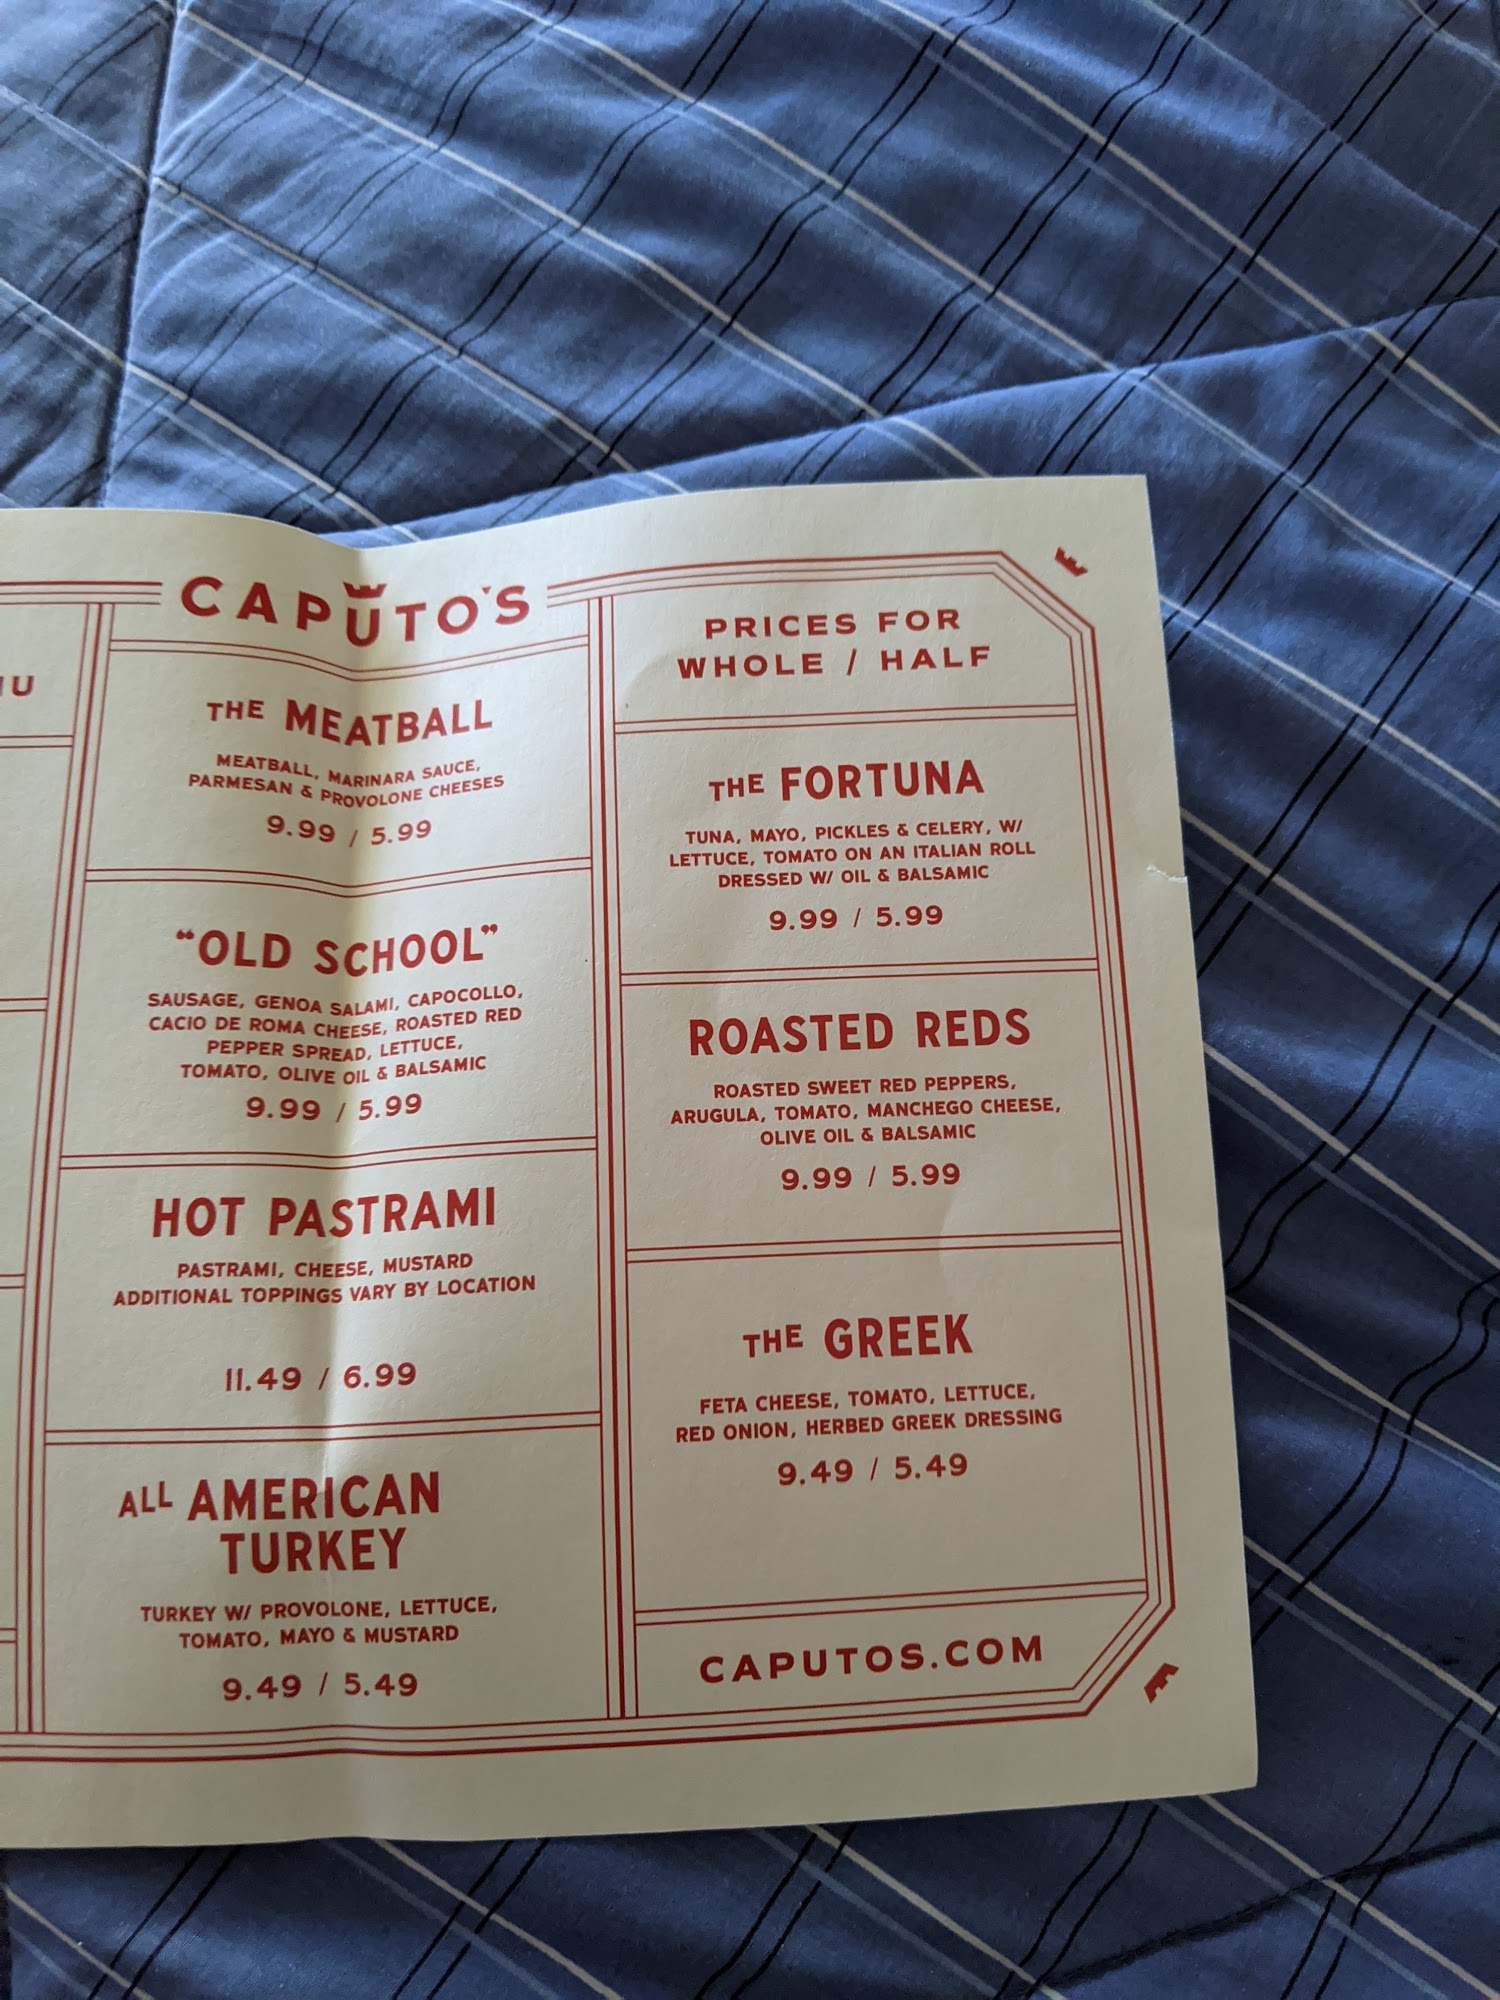 CAPUTO'S
THE MEATBALL
MEATBALL, MARINARA SAUCE,
PARMESAN & PROVOLONE CHEESES
9.99 / 5.99
"OLD SCHOOL"
SAUSAGE, GENOA SALAMI, CAPOCOLLO,
CACIO DE ROMA CHEESE, ROASTED RED
PEPPER SPREAD, LETTUCE,
TOMATO, OLIVE OIL & BALSAMIC
9.99 / 5.99
HOT PASTRAMI
PASTRAMI, CHEESE, MUSTARD
ADDITIONAL TOPPINGS VARY BY LOCATION
11.49 / 6.99
ALL AMERICAN
TURKEY
TURKEY W/ PROVOLONE, LETTUCE,
TOMATO, MAYO & MUSTARD
9.49 / 5.49
PRICES FOR
WHOLE / HALF
THE FORTUNA
TUNA, MAYO, PICKLES & CELERY, W/
LETTUCE, TOMATO ON AN ITALIAN ROLL
DRESSED W/ OIL & BALSAMIC
9.99 / 5.99
ROASTED REDS
ROASTED SWEET RED PEPPERS,
ARUGULA, TOMATO, MANCHEGO CHEESE,
OLIVE OIL & BALSAMIC
9.99 / 5.99
THE GREEK
FETA CHEESE, TOMATO, LETTUCE,
RED ONION, HERBED GREEK DRESSING
9.49 / 5.49
CAPUTOS.COM